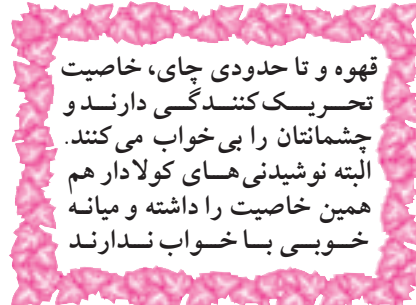 قهوه و تا حدودی چای، خاصیت
تحریک‌کنندگی دارند و
چشمانتان را بی‌خواب می‌کنند.
البته نوشیدنی‌های کولادار هم
همین خاصیت را داشته و میانه
خوبی با خواب ندارند